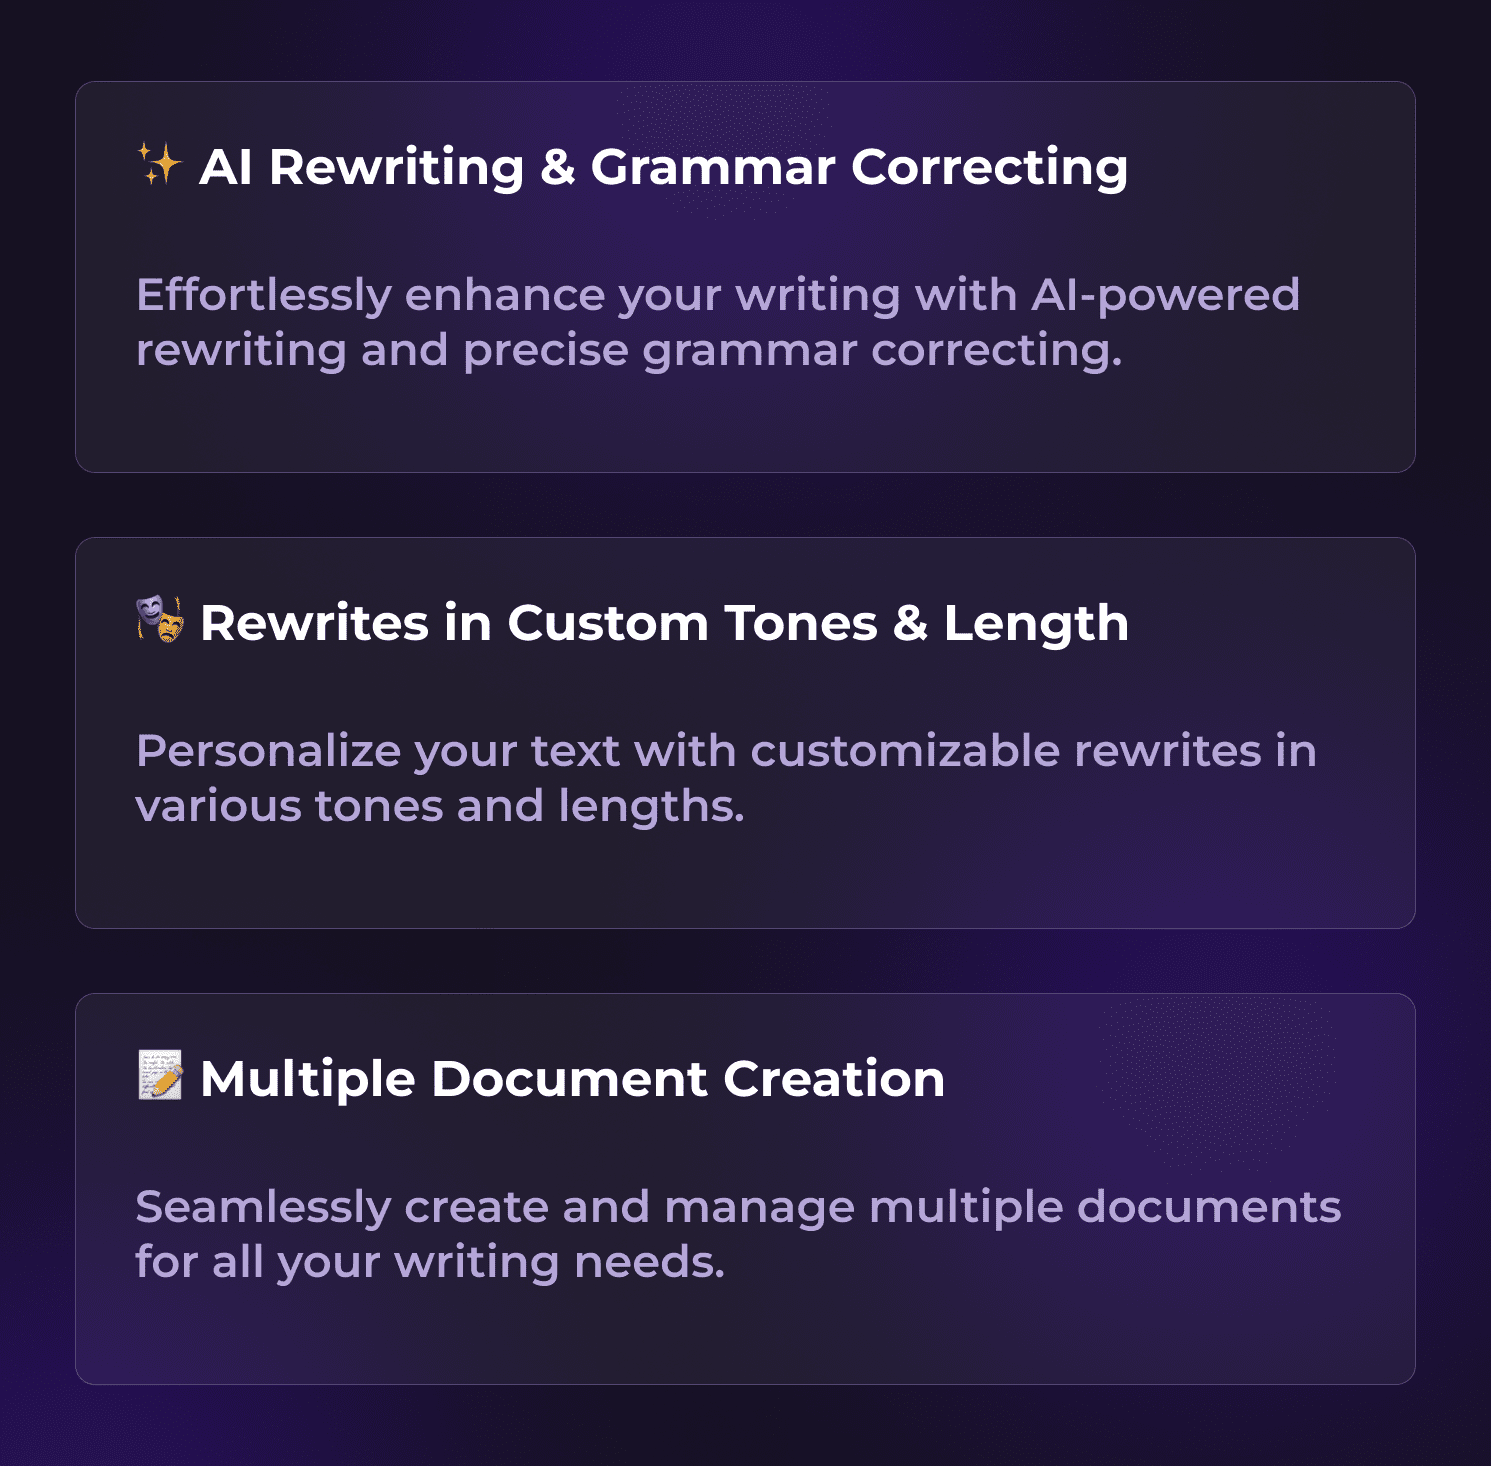 ✨ AI Rewriting & Grammar Correcting
Effortlessly enhance your writing with AI-powered
rewriting and precise grammar correcting.
🎭 Rewrites in Custom Tones & Length
Personalize your text with customizable rewrites in
various tones and lengths.
📝 Multiple Document Creation
Seamlessly create and manage multiple documents
for all your writing needs.